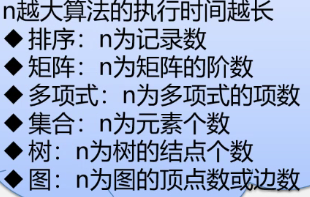 n越大算法的执行时间越长
◆排序：n为记录数
◆矩阵：n为矩阵的阶数
◆多项式：n为多项式的项数
◆集合：n为元素个数
◆树：n为树的结点个数
◆图：n为图的顶点数或边数